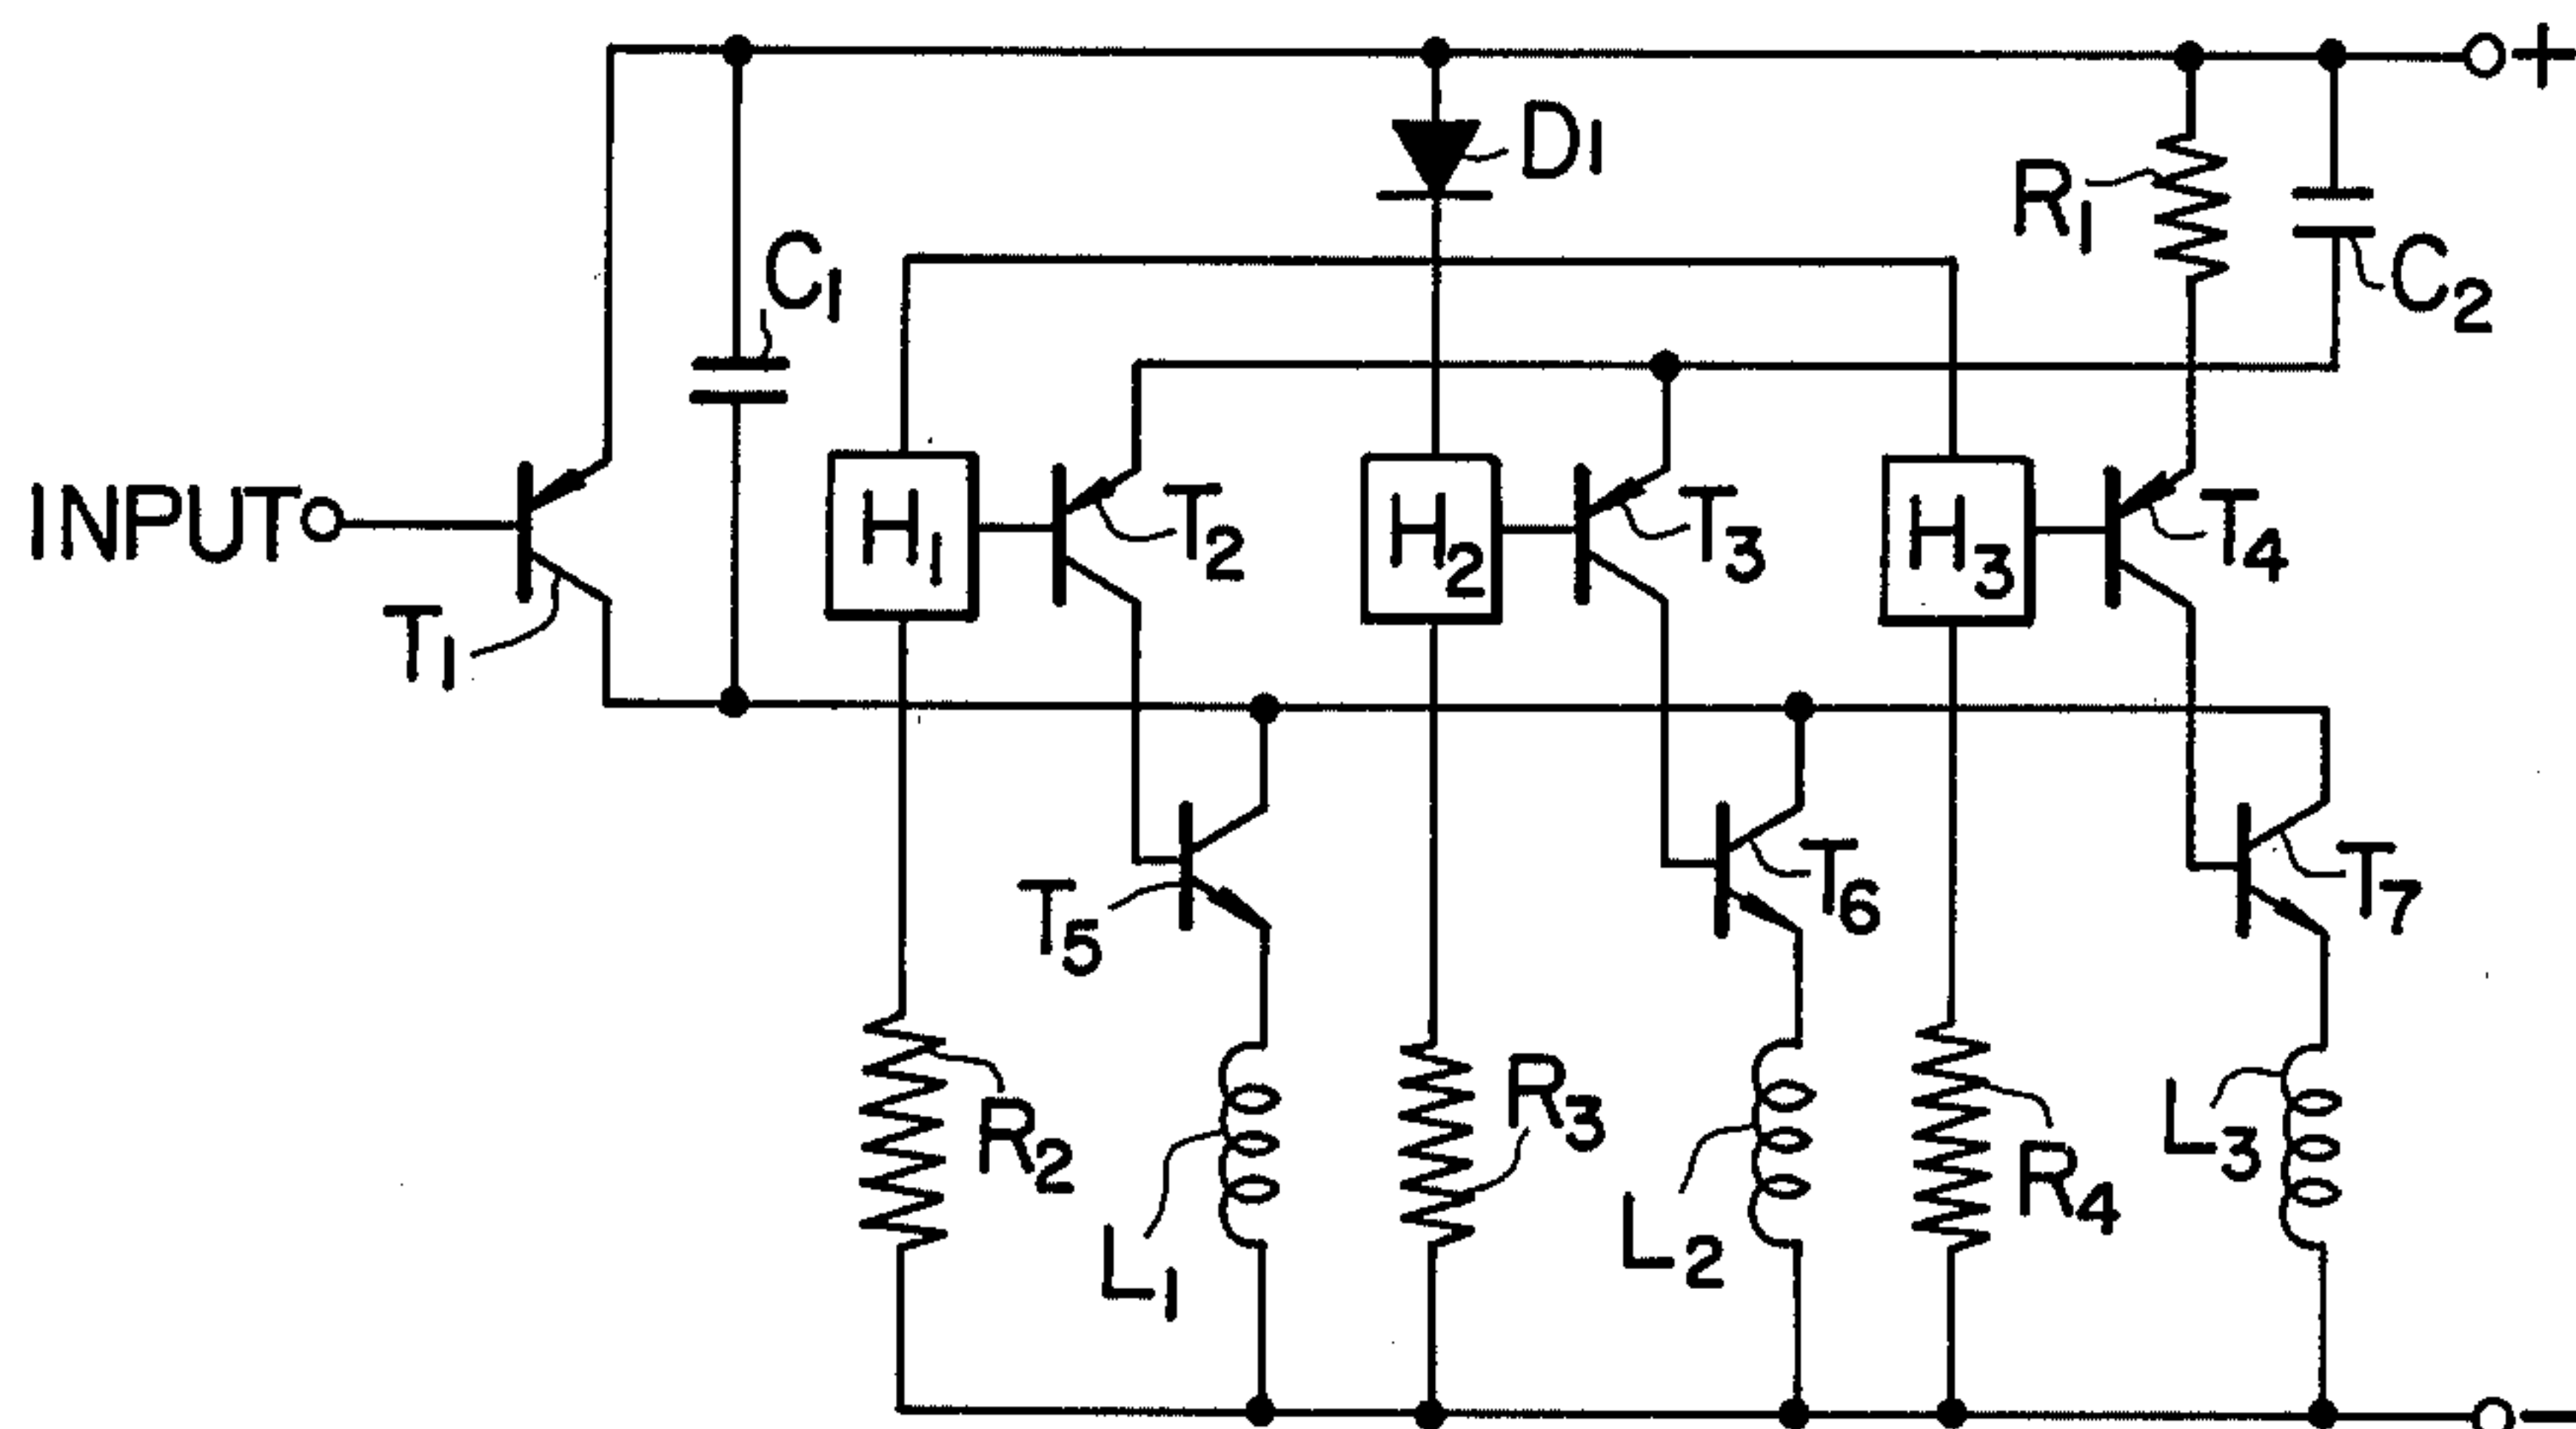 +
D1
R1
C1
C2
INPUT
H1
T2
H2
T3
H3
T4
T1
T5
T6
T7
R2
R3
L1
L2
R4
L3
−